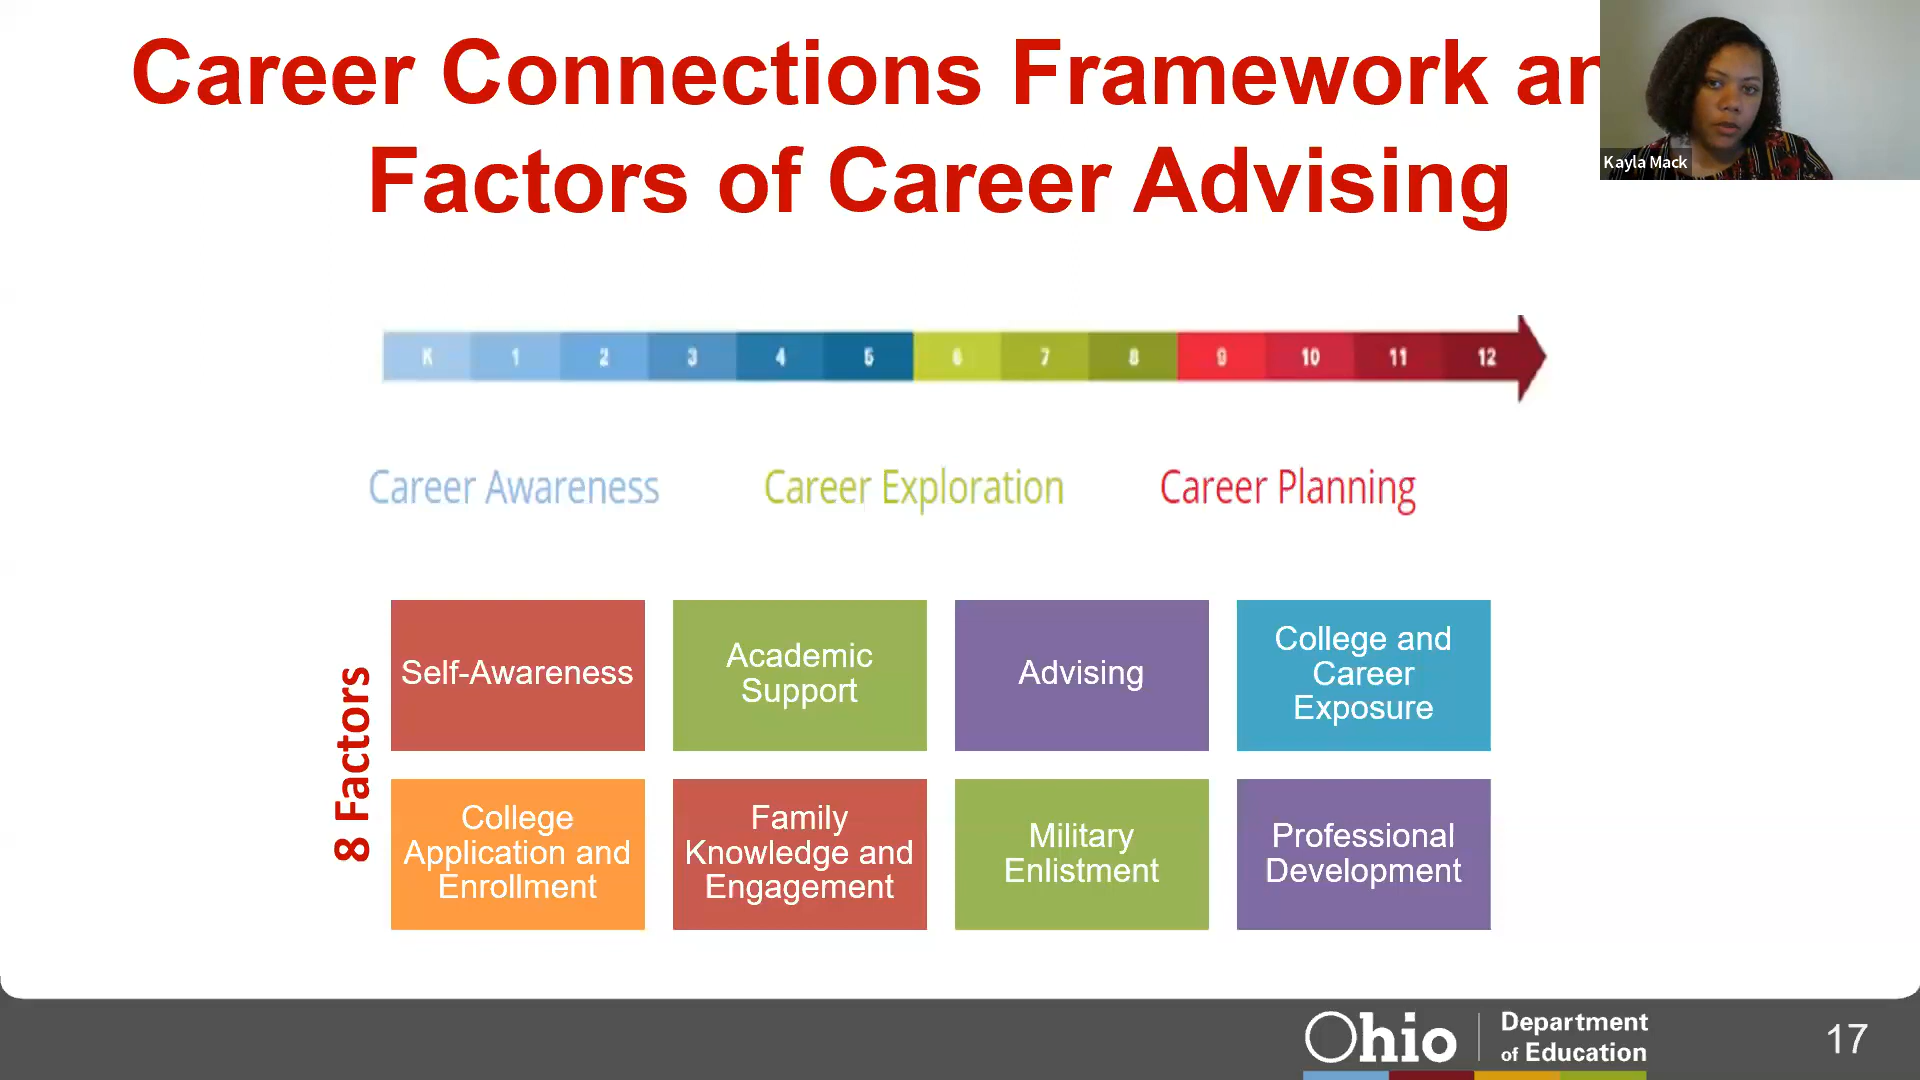 Career Connections Framework an
Factors of Career Advising
Kayla Mack
K 1 2 3 4 5 6 7 8 9 10 11 12
Career Awareness Career Exploration Career Planning
8 Factors
Self-Awareness
Academic
Support
Advising
College and
Career
Exposure
College
Application and
Enrollment
Family
Knowledge and
Engagement
Military
Enlistment
Professional
Development
Ohio
Department
of Education
17